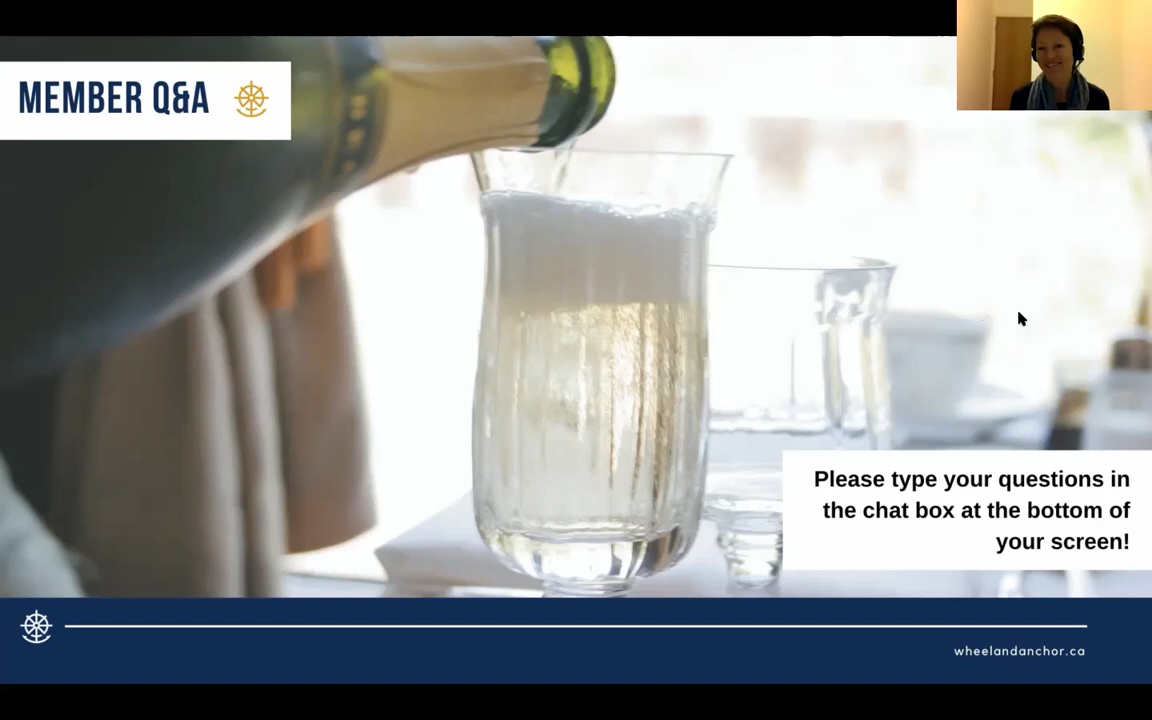 MEMBER Q&A
Please type your questions in
the chat box at the bottom of
your screen!
wheelandanchor.ca